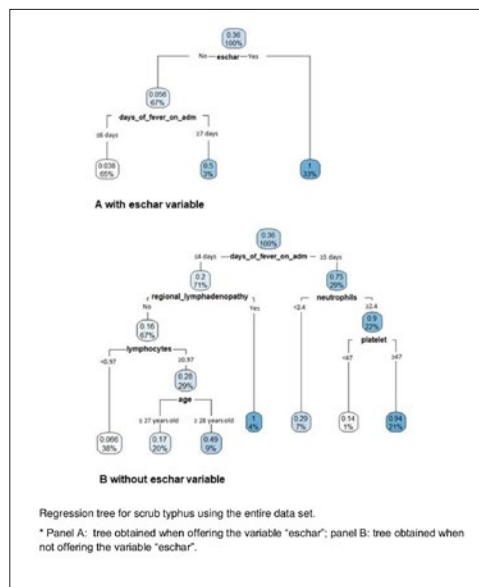 0.36
100%
No eschar Yes
0.056
67%
days_of_fever_on_adm
≤6 days ≥7 days
0.038
65%
0.5
3%
1
33%
A with eschar variable
0.36
100%
≤4 days days_of_fever_on_adm ≥5 days
0.2
71%
0.75
29%
regional_lymphadenopathy
neutrophils
No Yes <2.4 ≥2.4
0.16
67%
0.9
22%
lymphocytes
platelet
<0.97 ≥0.97 <47 ≥47
0.28
29%
age
≤ 27 years old ≥ 28 years old
0.066
38%
0.17
20%
0.49
9%
1
4%
0.29
7%
0.14
1%
0.94
21%
B without eschar variable
Regression tree for scrub typhus using the entire data set.
* Panel A: tree obtained when offering the variable “eschar”; panel B: tree obtained when
not offering the variable “eschar”.